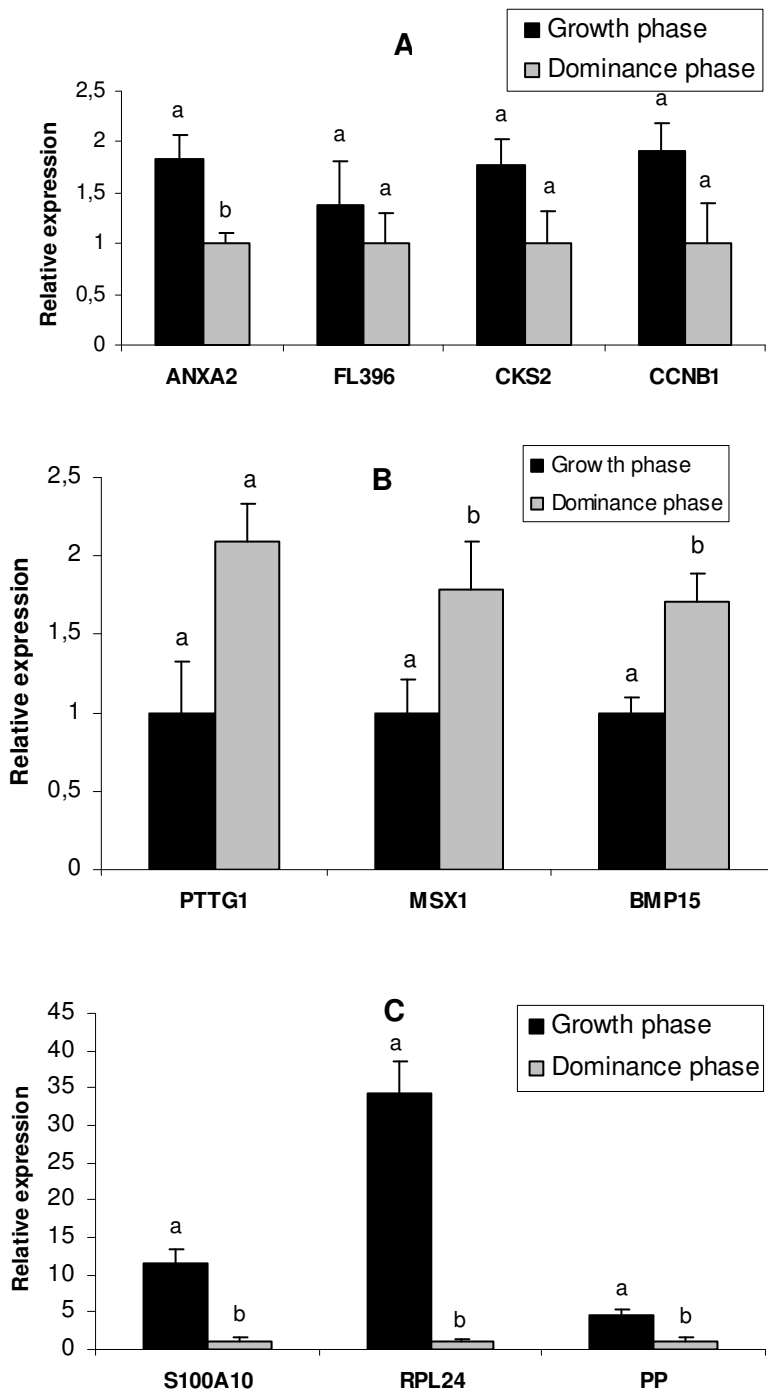 A
Growth phase
Dominance phase
Relative expression
2,5
2
1,5
1
0,5
0
a
b
a
a
a
a
a
a
ANXA2 FL396 CKS2 CCNB1
B
Growth phase
Dominance phase
Relative expression
2,5
2
1,5
1
0,5
0
a
a
a
b
a
b
PTTG1 MSX1 BMP15
C
Growth phase
Dominance phase
Relative expression
45
40
35
30
25
20
15
10
5
0
a
b
a
b
a
b
S100A10 RPL24 PP